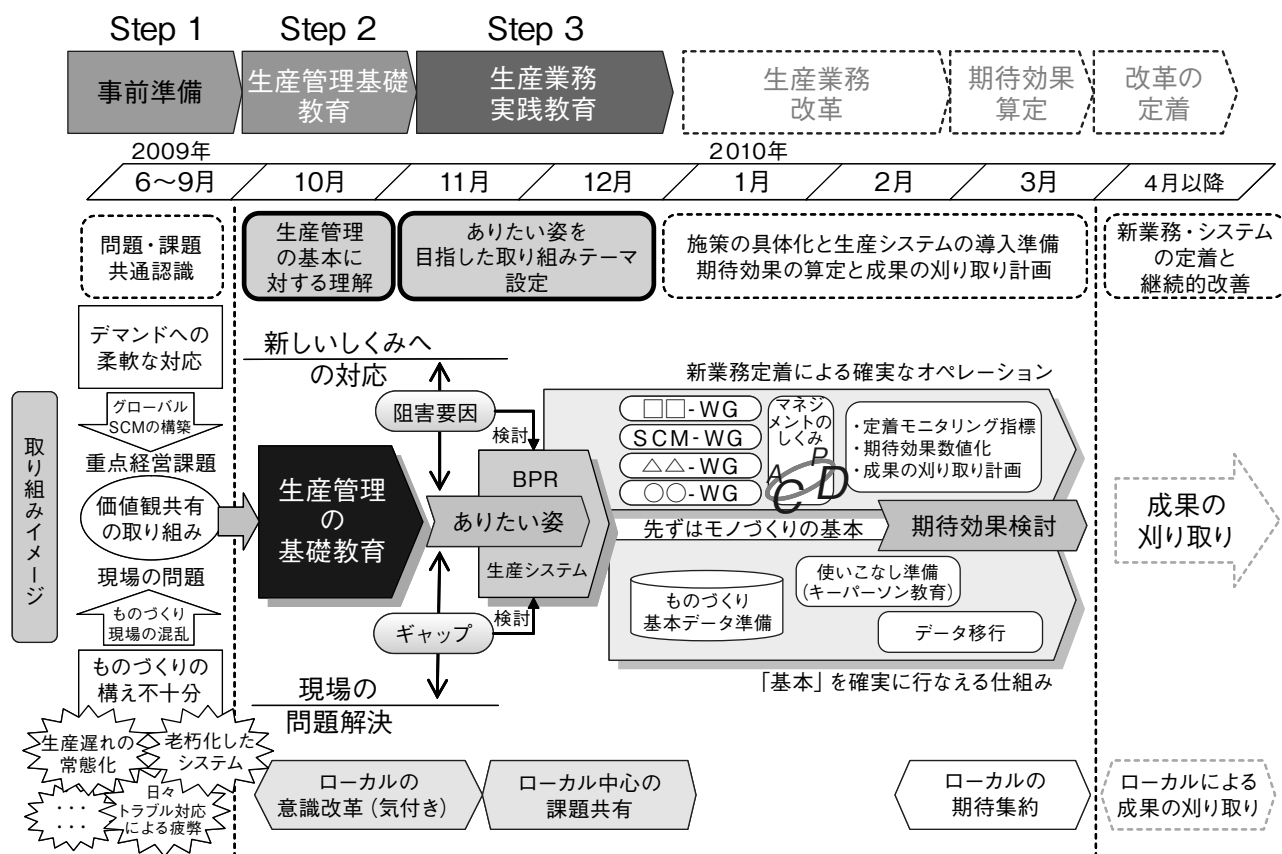 Step 1
Step 2
Step 3
事前準備
生産管理基礎
教育
生産業務
実践教育
生産業務
改革
期待効果
算定
改革の
定着
2009年
2010年
6～9月
10月
11月
12月
1月
2月
3月
4月以降
問題・課題
共通認識
生産管理
の基本に
対する理解
ありたい姿を
目指した取り組みテーマ
設定
施策の具体化と生産システムの導入準備
期待効果の算定と成果の刈り取り計画
新業務・システム
の定着と
継続的改善
取り組みイメージ
デマンドへの
柔軟な対応
グローバル
SCMの構築
重点経営課題
価値観共有
の取り組み
現場の問題
ものづくり
現場の混乱
ものづくりの
構え不十分
生産遅れの
常態化
老朽化した
システム
・・・
・・・
日々
トラブル対応
による疲弊
新しいしくみへ
の対応
阻害要因
検討
生産管理
の
基礎教育
BPR
ありたい姿
生産システム
検討
ギャップ
現場の
問題解決
新業務定着による確実なオペレーション
□□-WG
SCM-WG
△△-WG
○○-WG
マネジ
メントの
しくみ
P
A
C
D
・定着モニタリング指標
・期待効果数値化
・成果の刈り取り計画
先ずはモノづくりの基本
期待効果検討
ものづくり
基本データ準備
使いこなし準備
(キーパーソン教育)
データ移行
「基本」を確実に行なえる仕組み
成果の
刈り取り
ローカルの
意識改革（気付き）
ローカル中心の
課題共有
ローカルの
期待集約
ローカルによる
成果の刈り取り